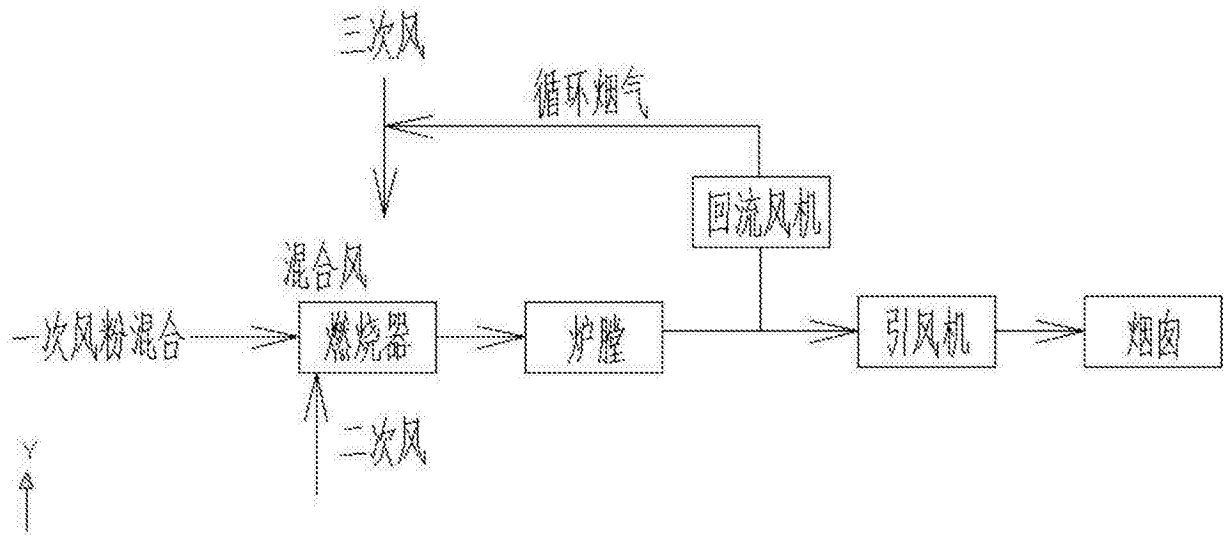 三次风
循环烟气
回流风机
混合风
一次风粉混合
燃烧器
炉膛
引风机
烟囱
二次风
Y